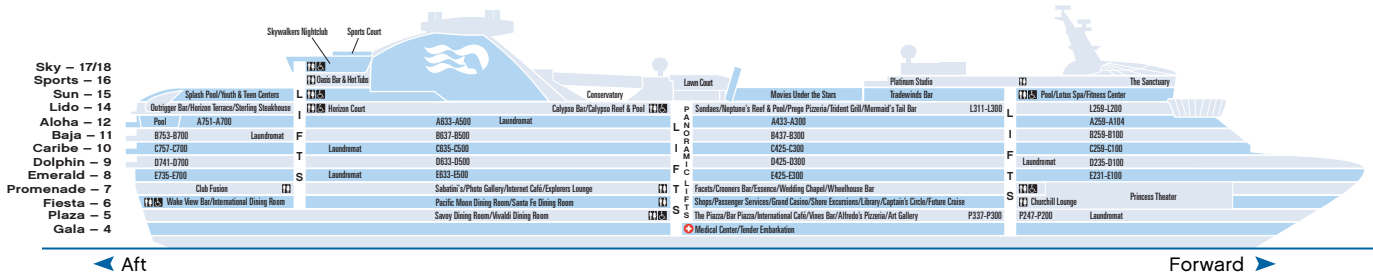 Skywalkers Nightclub
Sports Court
Sky – 17/18
Sports – 16
Oasis Bar & Hot Tubs
Lawn Court
Platinum Studio
The Sanctuary
Sun – 15
Splash Pool/Youth & Teen Centers
Conservatory
Movies Under the Stars
Tradewinds Bar
Pool/Lotus Spa/Fitness Center
Lido – 14
Outrigger Bar/Horizon Terrace/Sterling Steakhouse
Horizon Court
Calypso Bar/Calypso Reef & Pool
Sundaes/Neptune's Reef & Pool/Prego Pizzeria/Trident Grill/Mermaid's Tail Bar
L311-L300
L259-L200
Aloha – 12
Pool
A751-A700
A633-A500
Laundromat
A433-A300
A259-A104
Baja – 11
B753-B700
Laundromat
B637-B500
B437-B300
B259-B100
Caribe – 10
C757-C700
Laundromat
C635-C500
C425-C300
C259-C100
Dolphin – 9
D741-D700
D633-D500
D425-D300
Laundromat
D235-D100
Emerald – 8
E735-E700
Laundromat
E633-E500
E425-E300
E231-E100
Promenade – 7
Club Fusion
Sabatini's/Photo Gallery/Internet Café/Explorers Lounge
Facets/Crooners Bar/Essence/Wedding Chapel/Wheelhouse Bar
Princess Theater
Fiesta – 6
Wake View Bar/International Dining Room
Pacific Moon Dining Room/Santa Fe Dining Room
Shops/Passenger Services/Grand Casino/Shore Excursions/Library/Captain's Circle/Future Cruise
Churchill Lounge
Plaza – 5
Savoy Dining Room/Vivaldi Dining Room
The Piazza/Bar Piazza/International Café/Vines Bar/Alfredo's Pizzeria/Art Gallery
P337-P300
P247-P200
Laundromat
Gala – 4
Medical Center/Tender Embarkation
LIFTS
LIFTS
PANORAMIC LIFTS
LIFTS
Aft
Forward